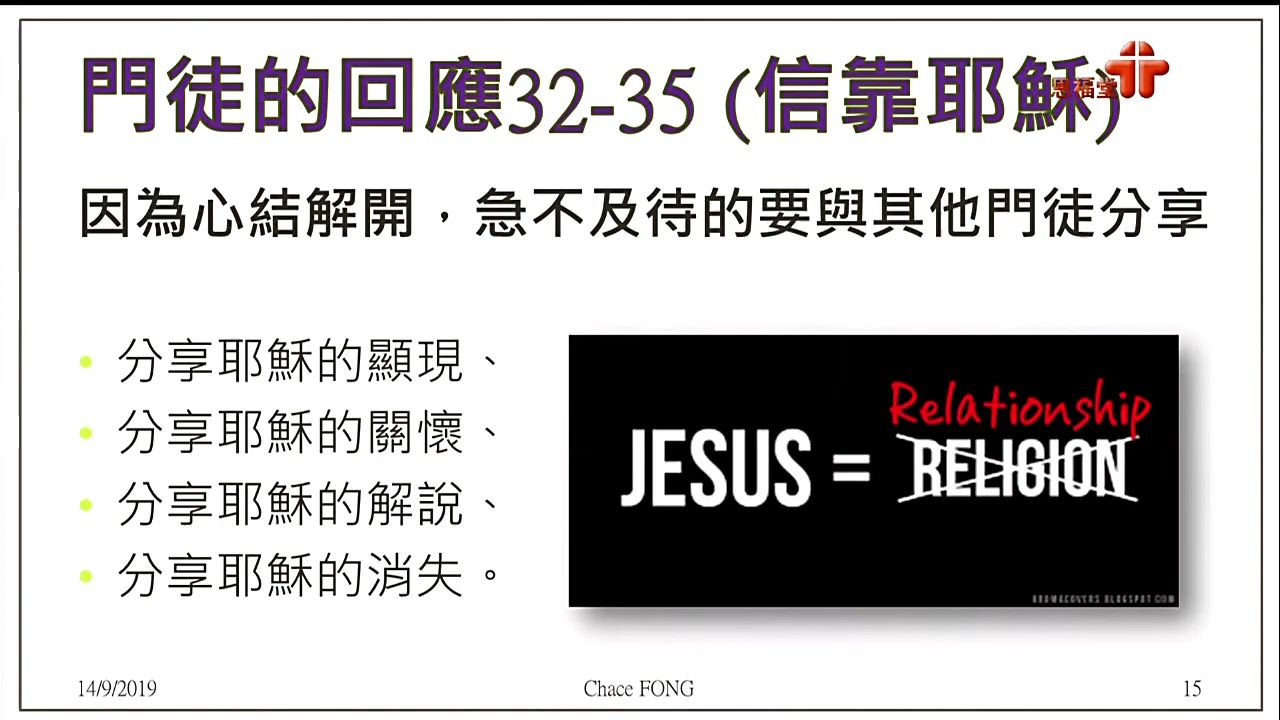 門徒的回應32-35 (信靠耶穌)
恩福堂
因為心結解開，急不及待的要與其他門徒分享
• 分享耶穌的顯現、
• 分享耶穌的關懷、
• 分享耶穌的解說、
• 分享耶穌的消失。
Relationship
JESUS = RELIGION
14/9/2019
Chace FONG
15